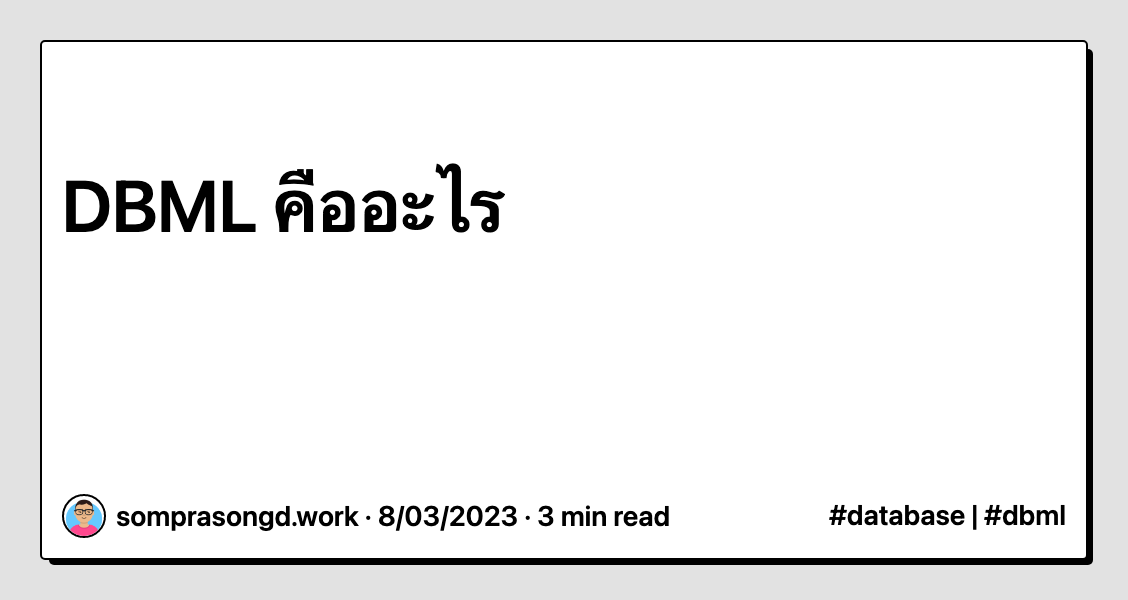 DBML คืออะไร
somprasongd.work · 8/03/2023 · 3 min read
#database | #dbml